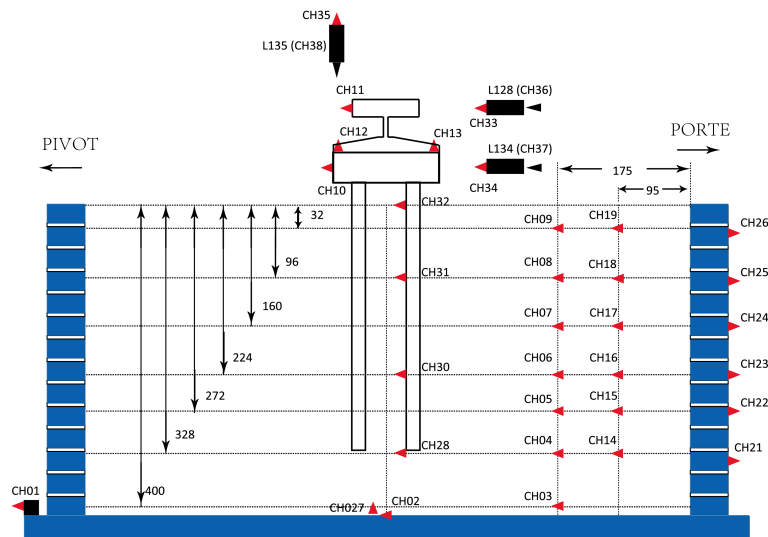 CH35
L135 (CH38)
CH11
L128 (CH36)
CH33
CH12
CH13
PIVOT
PORTE
L134 (CH37)
CH10
CH34
175
95
CH32
32
CH09
CH19
CH26
96
CH31
CH08
CH18
CH25
160
CH07
CH17
CH24
224
CH30
CH06
CH16
CH23
272
CH05
CH15
CH22
328
CH28
CH04
CH14
CH21
CH01
400
CH027
CH02
CH03